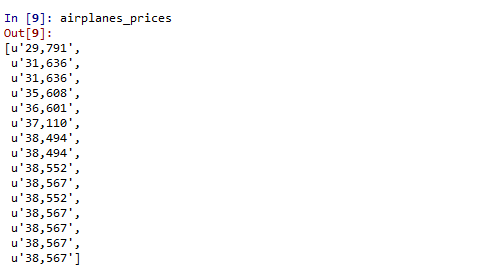 In [9]: airplanes_prices
Out[9]:
[u'29,791',
 u'31,636',
 u'31,636',
 u'35,608',
 u'36,601',
 u'37,110',
 u'38,494',
 u'38,494',
 u'38,552',
 u'38,567',
 u'38,552',
 u'38,567',
 u'38,567',
 u'38,567',
 u'38,567']